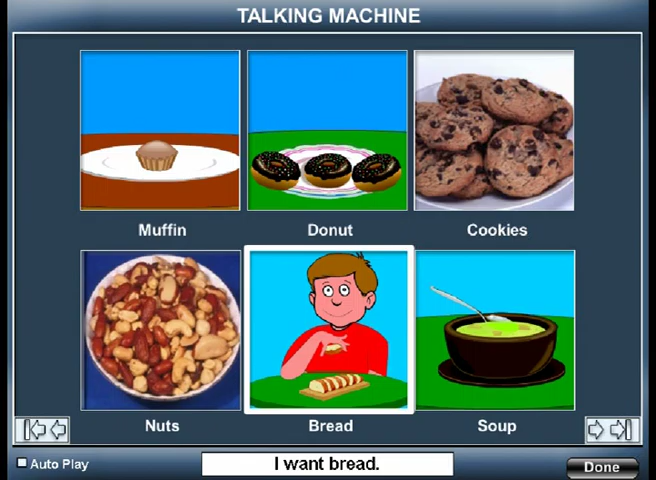 TALKING MACHINE
Muffin
Donut
Cookies
Nuts
Bread
Soup
Auto Play
I want bread.
Done